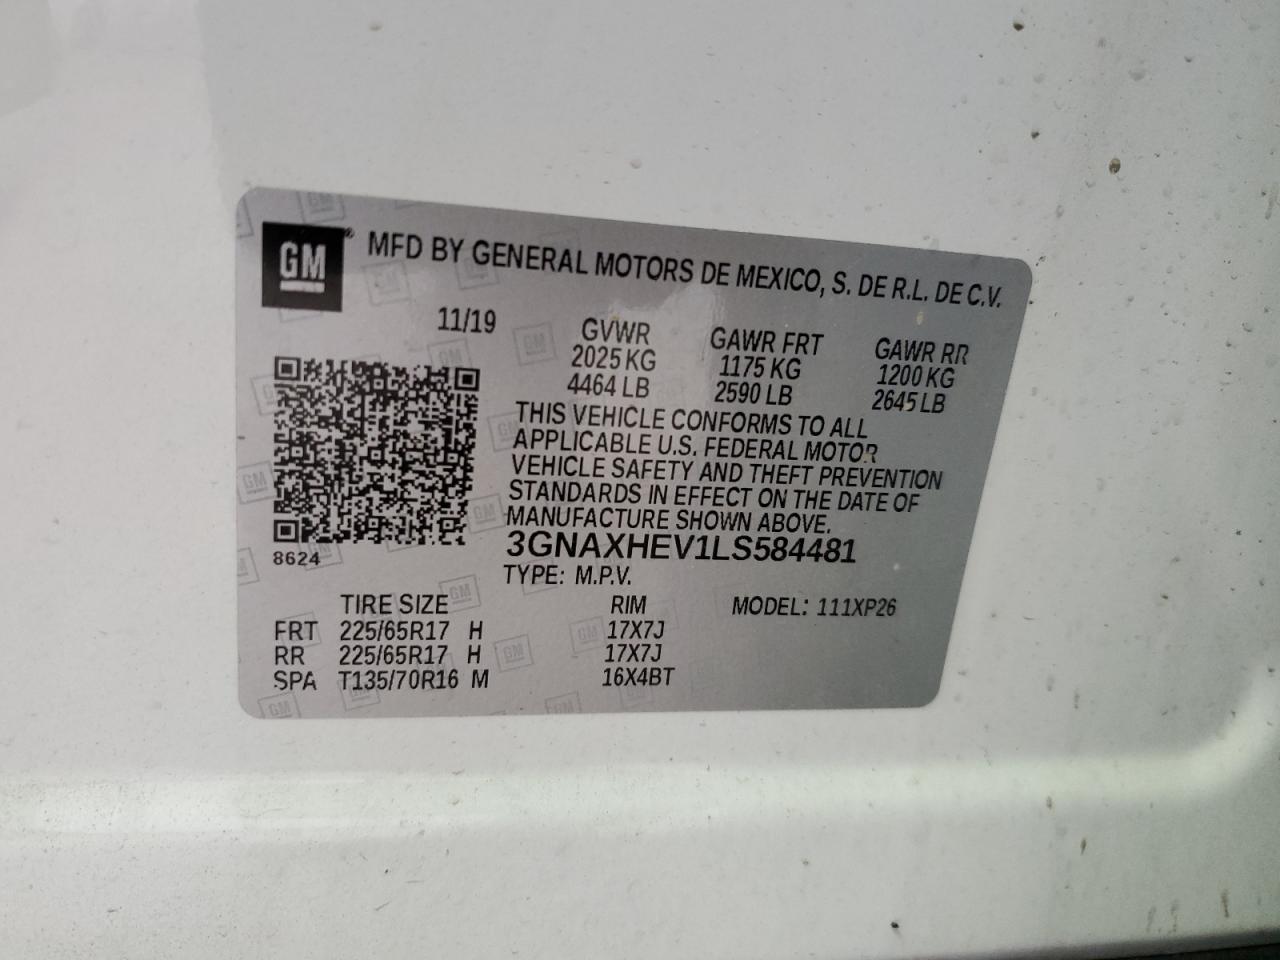 GM® MFD BY GENERAL MOTORS DE MEXICO, S. DE R.L. DE C.V.
11/19
GVWR GAWR FRT GAWR RR
2025 KG 1175 KG 1200 KG
4464 LB 2590 LB 2645 LB
THIS VEHICLE CONFORMS TO ALL
APPLICABLE U.S. FEDERAL MOTOR
VEHICLE SAFETY AND THEFT PREVENTION
STANDARDS IN EFFECT ON THE DATE OF
MANUFACTURE SHOWN ABOVE.
3GNAXHEV1LS584481
8624
TYPE: M.P.V.
TIRE SIZE RIM MODEL: 111XP26
FRT 225/65R17 H 17X7J
RR 225/65R17 H 17X7J
SPA T135/70R16 M 16X4BT